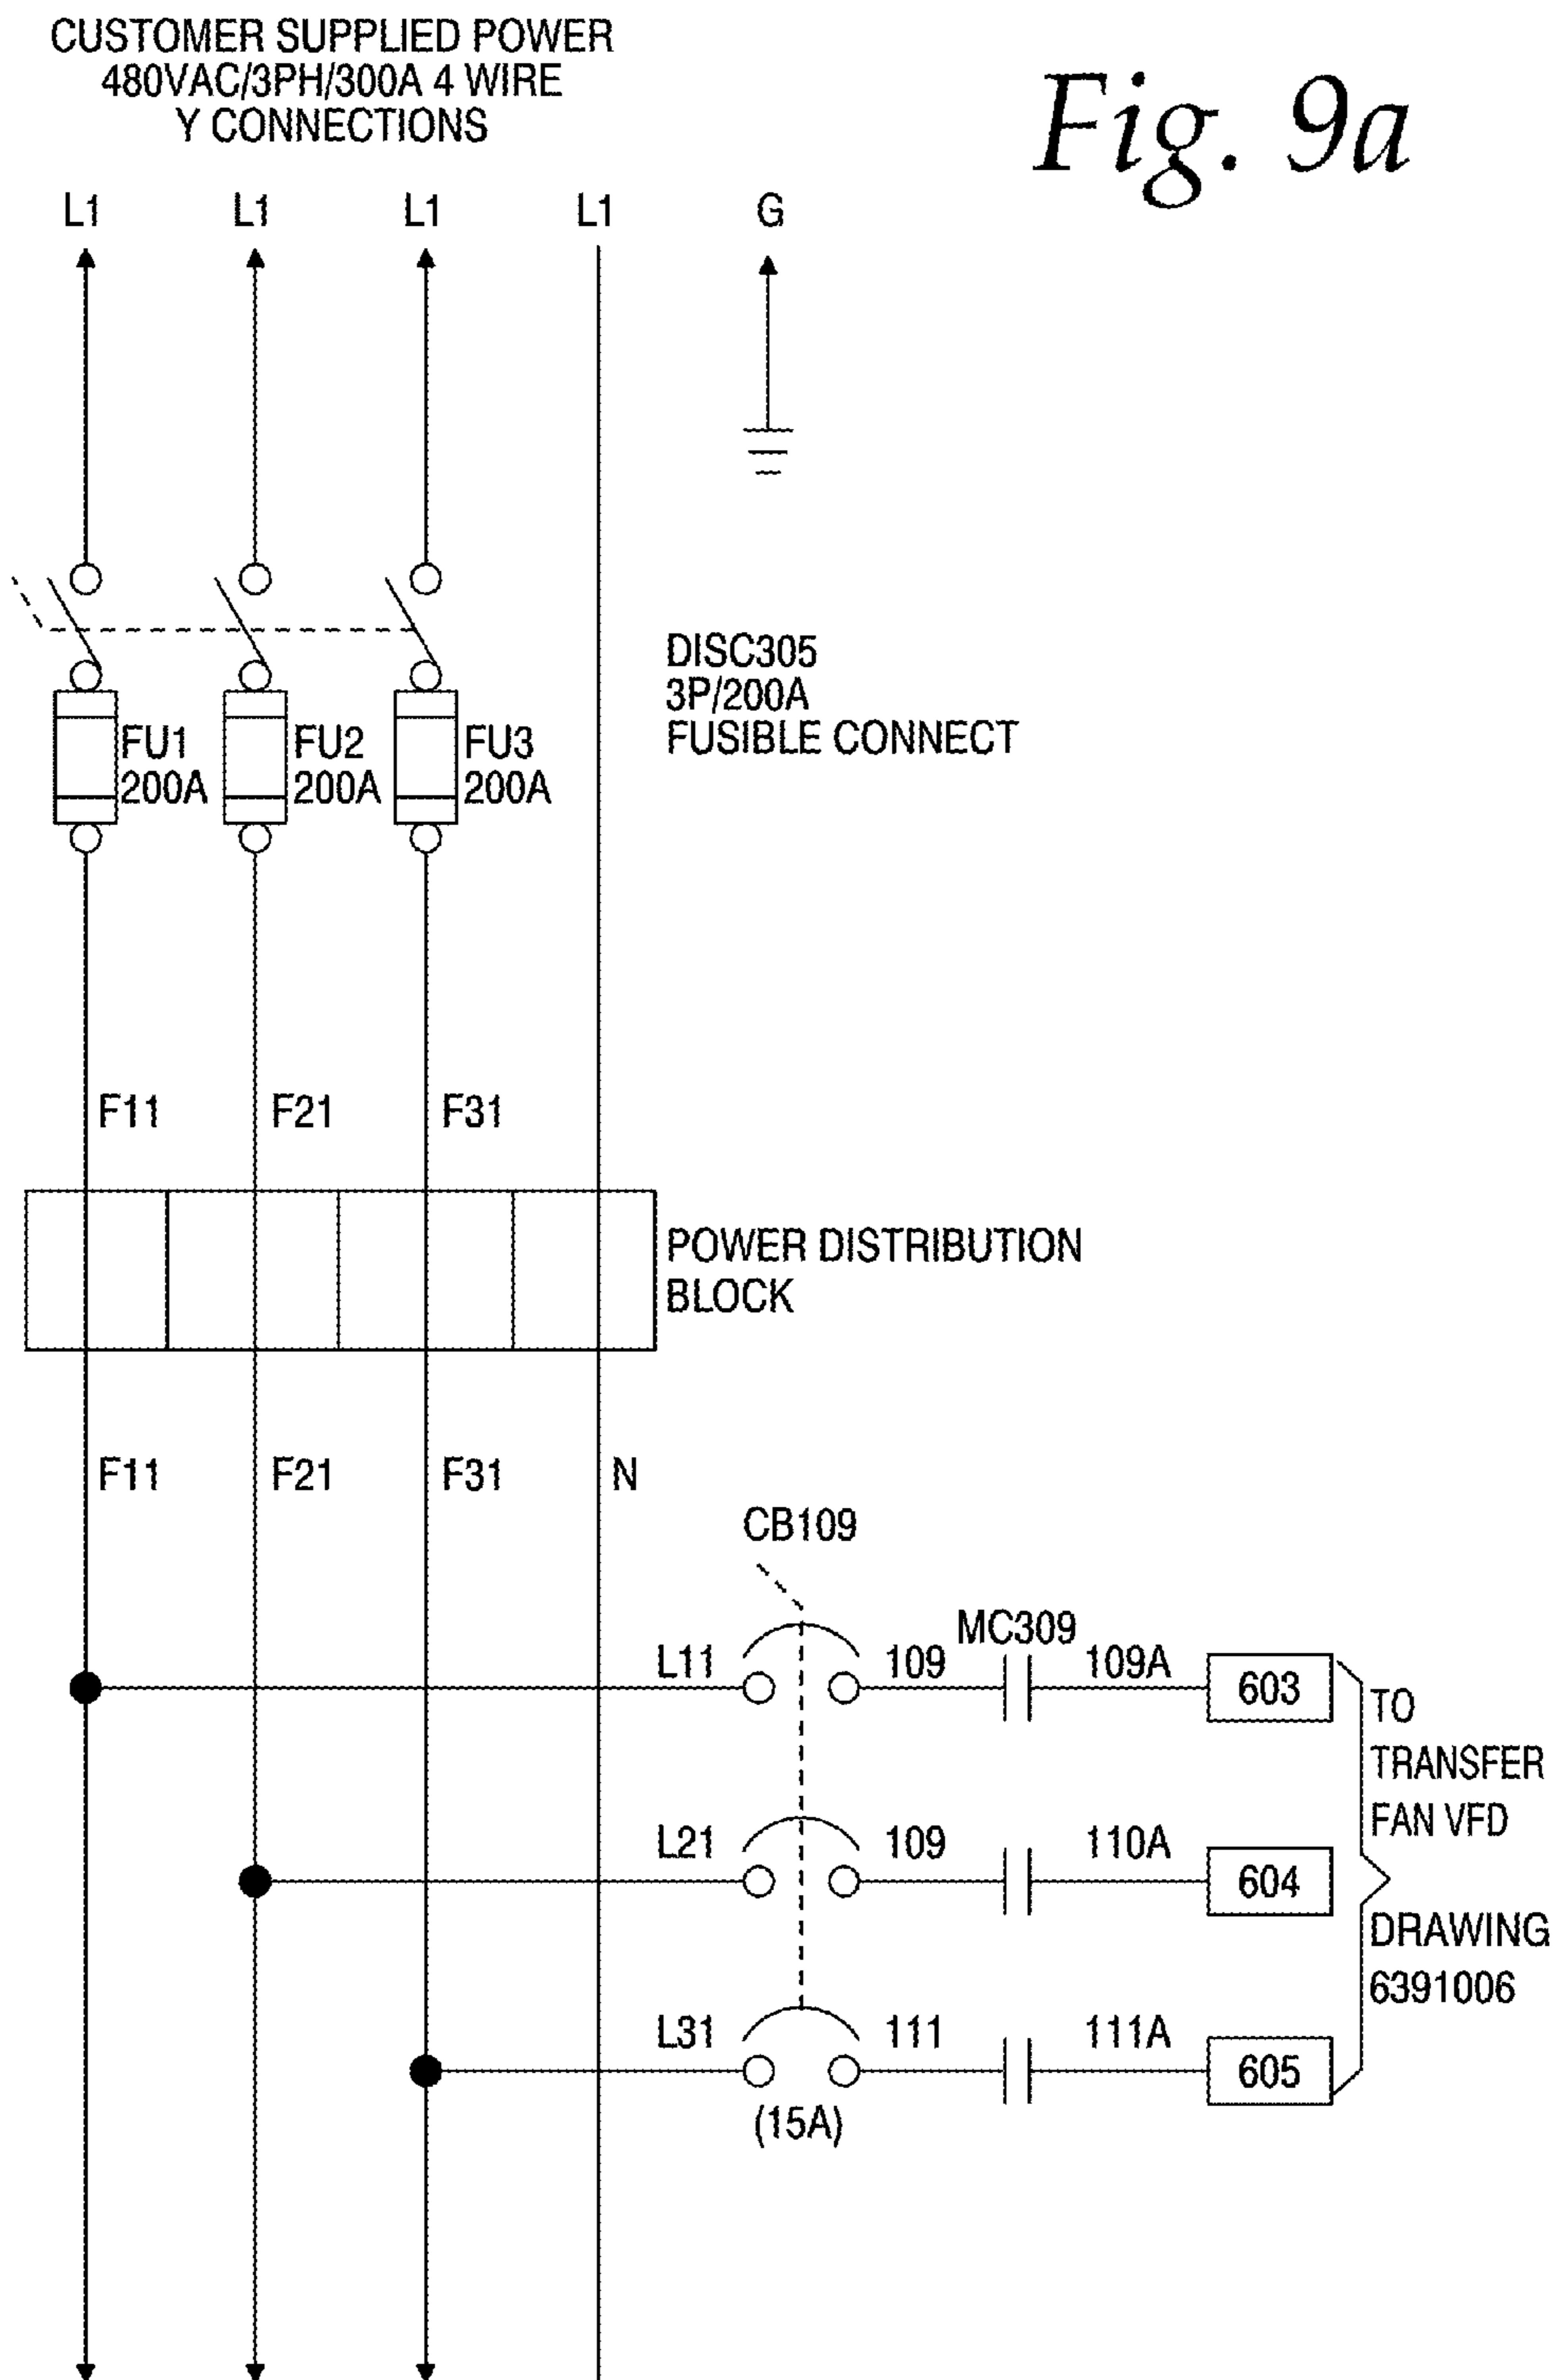 CUSTOMER SUPPLIED POWER
480VAC/3PH/300A 4 WIRE
Y CONNECTIONS
Fig. 9a
L1 L1 L1 L1 G
DISC305
3P/200A
FUSIBLE CONNECT
FU1 FU2 FU3
200A 200A 200A
F11 F21 F31
POWER DISTRIBUTION
BLOCK
F11 F21 F31 N
CB109
MC309
L11 109 109A 603
L21 109 110A 604
L31 111 111A 605
(15A)
TO
TRANSFER
FAN VFD
DRAWING
6391006